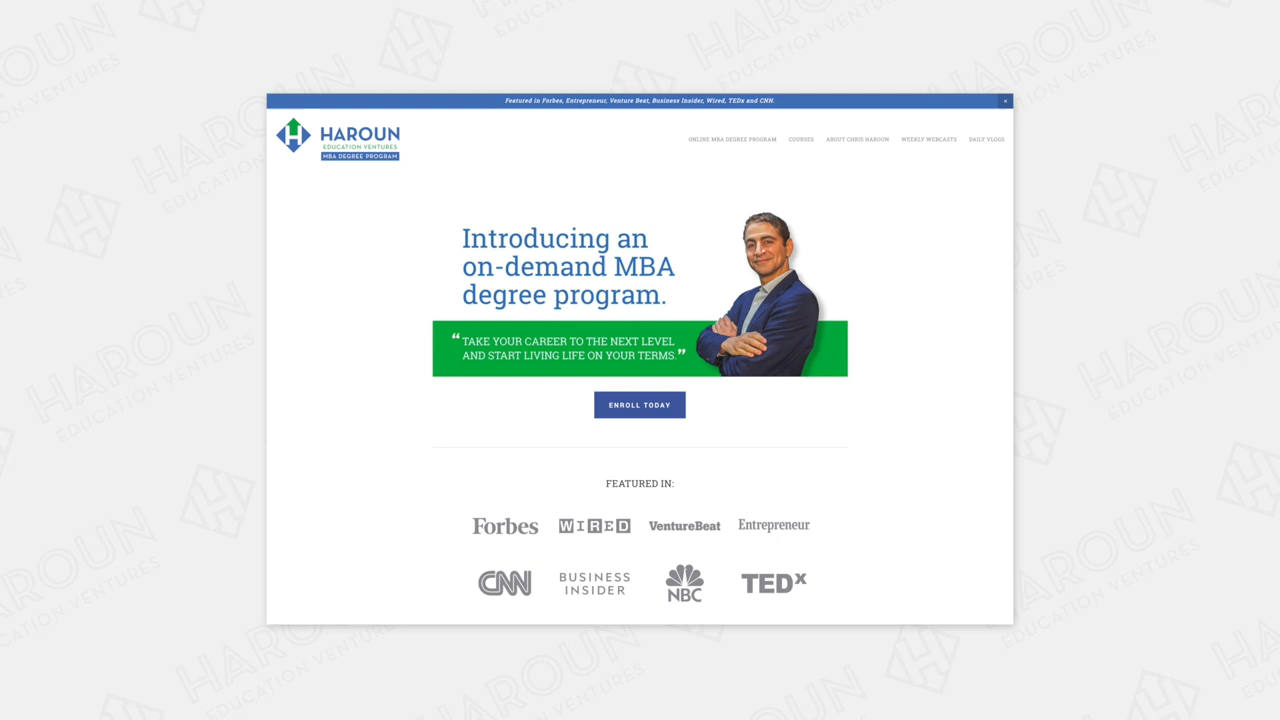 Featured in Forbes, Entrepreneur, Venture Beat, Business Insider, Wired, TEDx and CNN.
×
HAROUN
EDUCATION VENTURES
MBA DEGREE PROGRAM
ONLINE MBA DEGREE PROGRAM COURSES ABOUT CHRIS HAROUN WEEKLY WEBCASTS DAILY VLOGS
Introducing an
on-demand MBA
degree program.
“TAKE YOUR CAREER TO THE NEXT LEVEL
AND START LIVING LIFE ON YOUR TERMS.”
ENROLL TODAY
FEATURED IN:
Forbes WIRED VentureBeat Entrepreneur
CNN BUSINESS INSIDER NBC TEDx
HAROUN
EDUCATION VENTURES